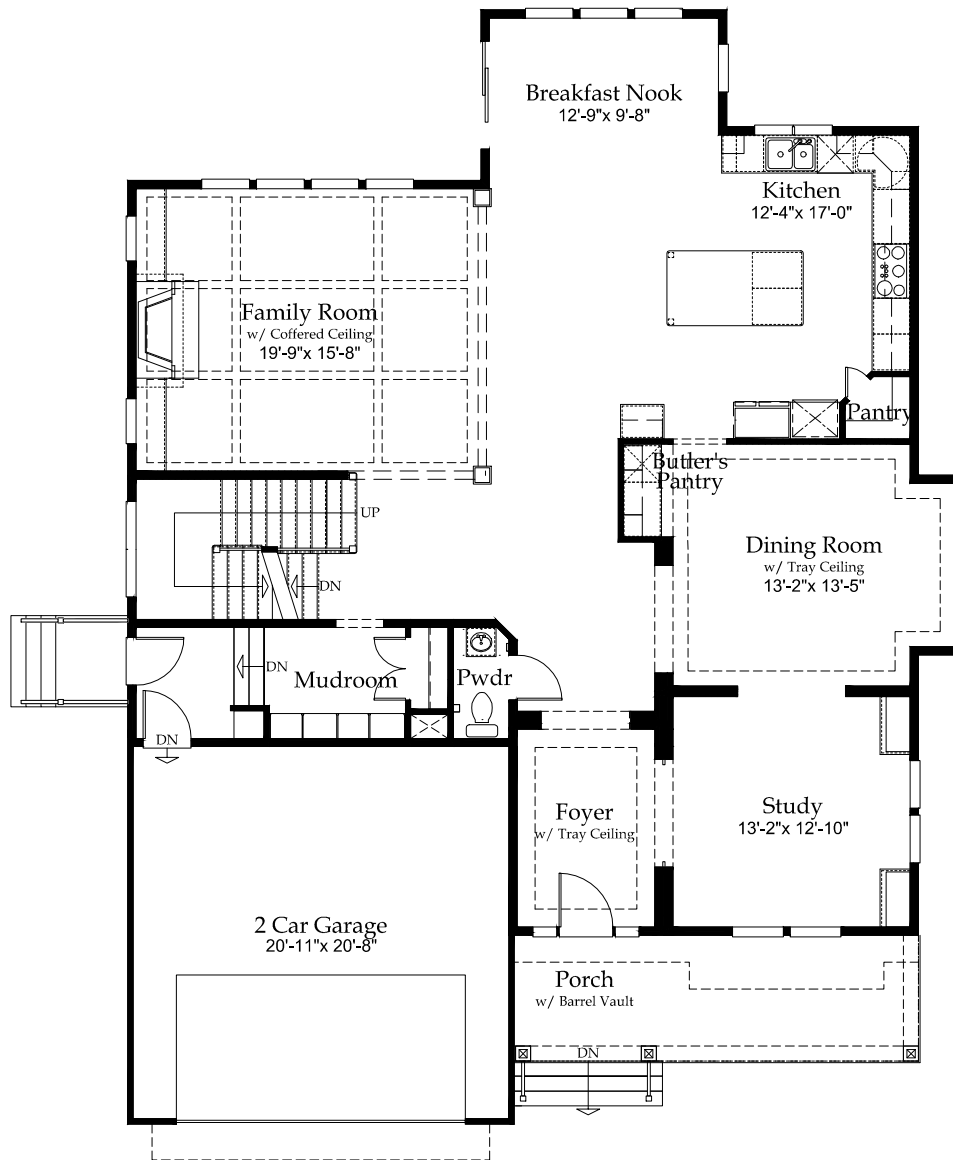 Breakfast Nook
12'-9"x 9'-8"
Kitchen
12'-4"x 17'-0"
Family Room
w/ Coffered Ceiling
19'-9"x 15'-8"
Pantry
Butler's
Pantry
UP
Dining Room
w/ Tray Ceiling
13'-2"x 13'-5"
DN
DN
Mudroom
Pwdr
DN
Foyer
w/ Tray Ceiling
Study
13'-2"x 12'-10"
2 Car Garage
20'-11"x 20'-8"
Porch
w/ Barrel Vault
DN